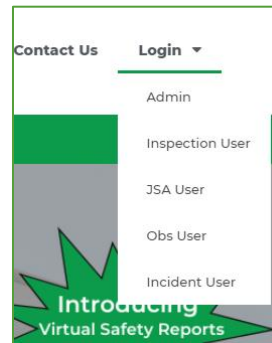 Contact Us Login
Admin
Inspection User
JSA User
Obs User
Incident User
Introducing
Virtual Safety Reports